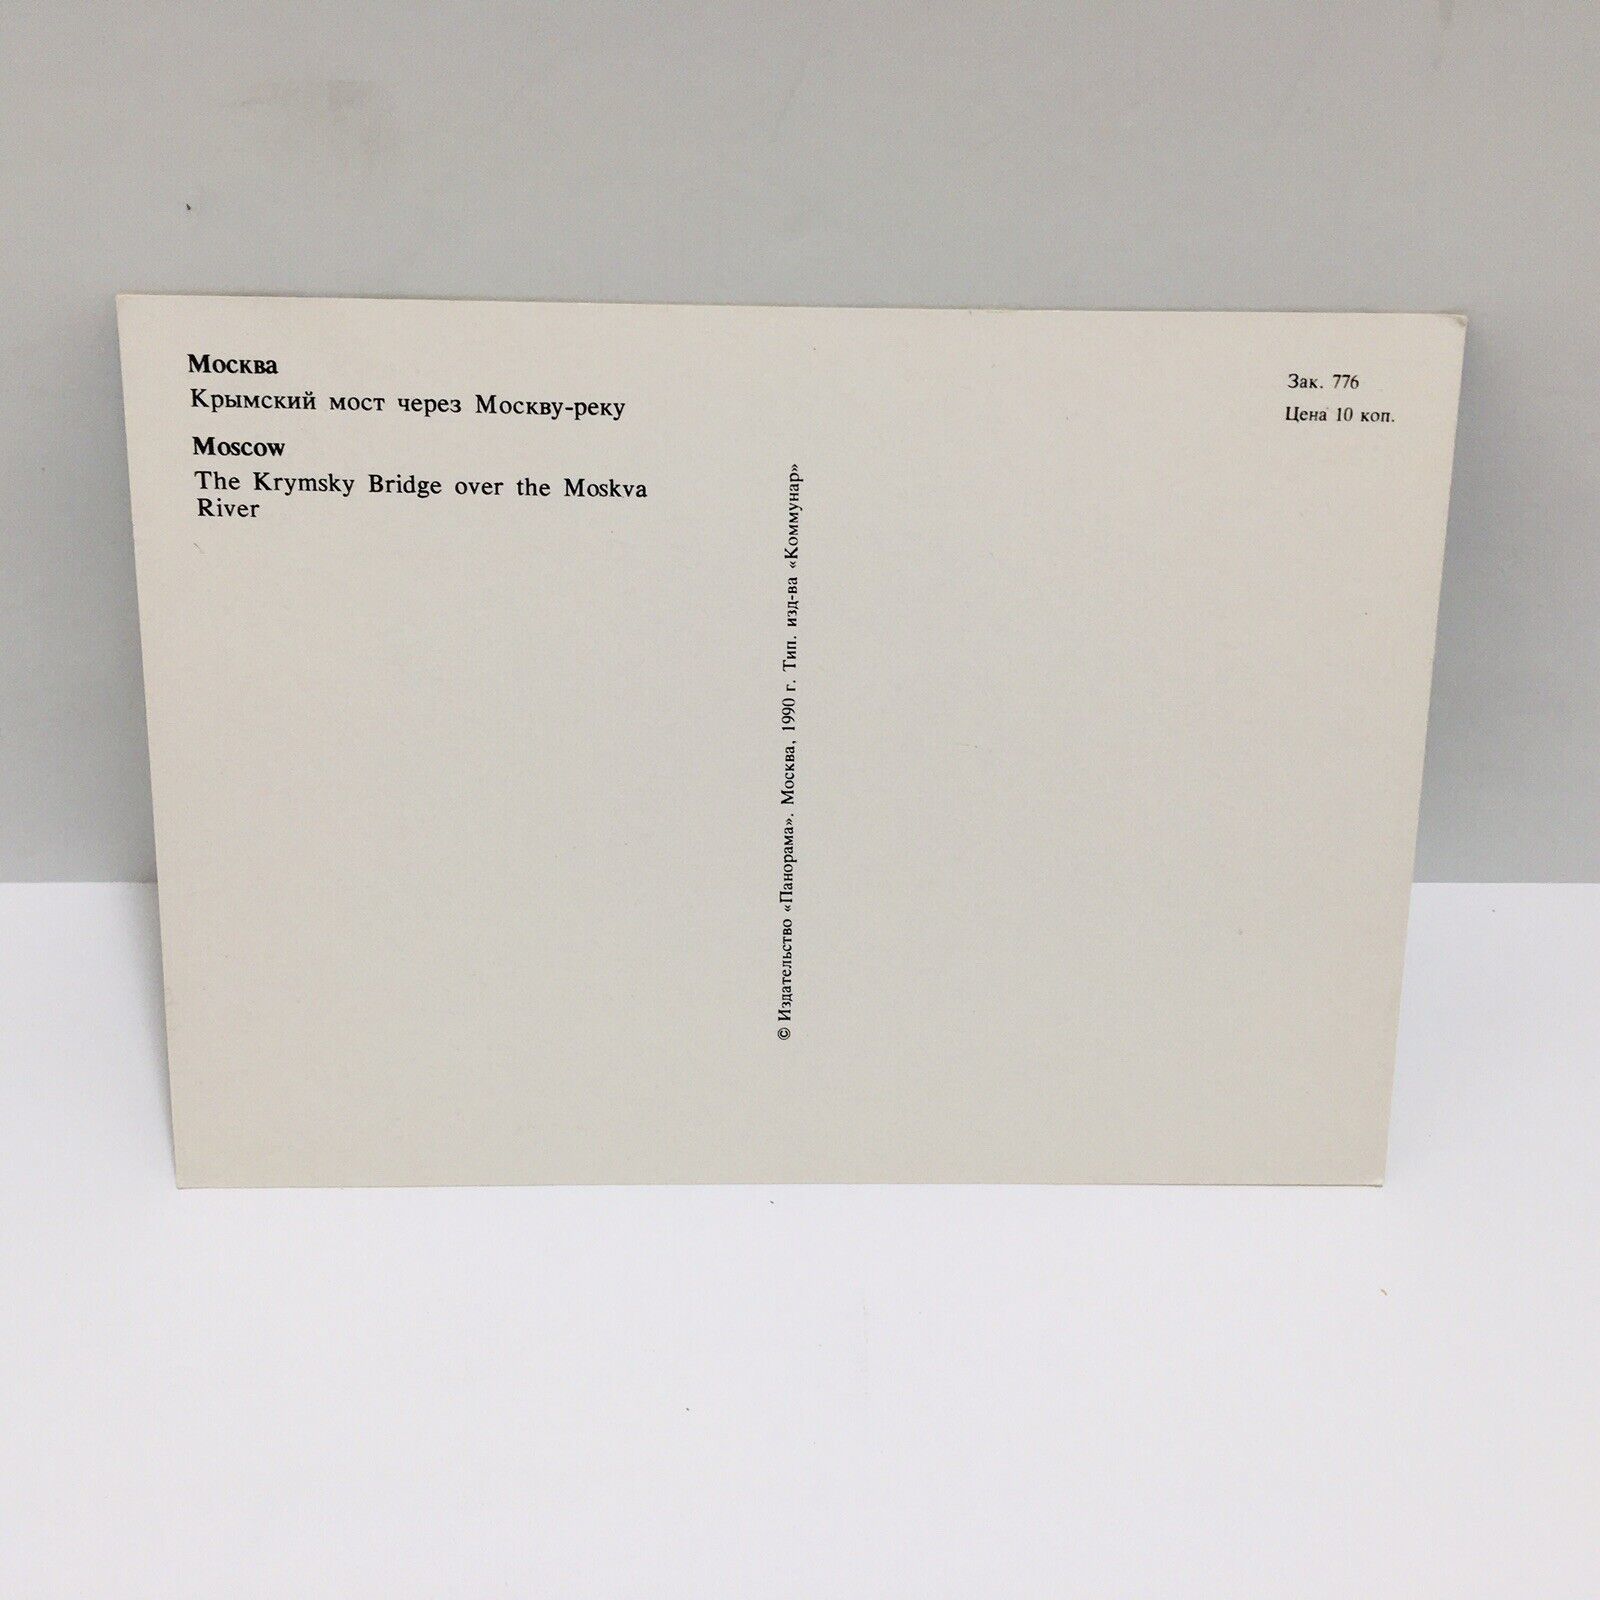 Москва
Крымский мост через Москву-реку
Moscow
The Krymsky Bridge over the Moskva
River
© Издательство «Панорама». Москва, 1990 г. Тип. изд-ва «Коммунар»
Зак. 776
Цена 10 коп.